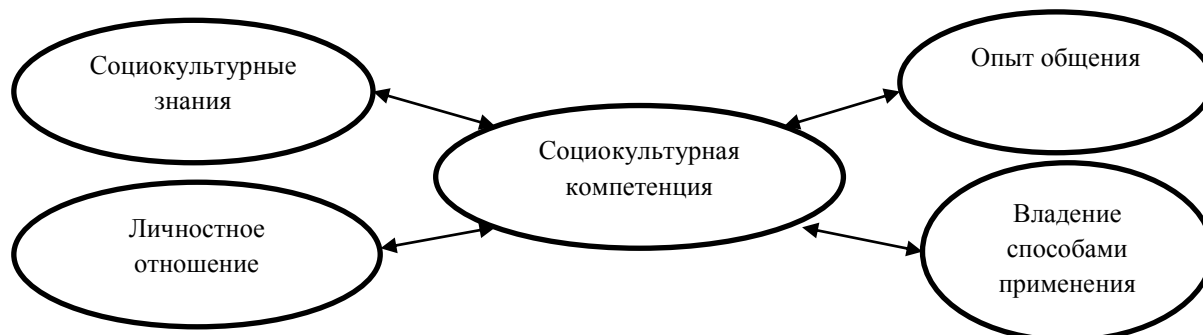 Социокультурные
знания
Опыт общения
Социокультурная
компетенция
Личностное
отношение
Владение
способами
применения